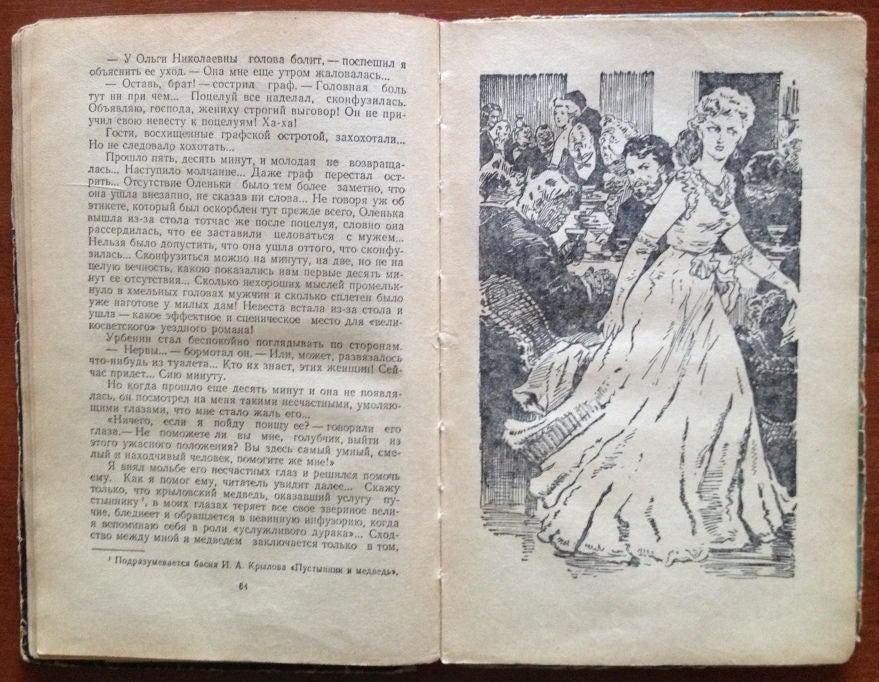 — У Ольги Николаевны голова болит, — поспешил я
объяснить ее уход. — Она мне еще утром жаловалась...
— Оставь, брат! — сострил граф. — Головная боль
тут ни при чем... Поцелуй все наделал, сконфузилась.
Объявляю, господа, жениху строгий выговор! Он не при-
учил свою невесту к поцелуям! Ха-ха!
Гости, восхищенные графской остротой, захохотали...
Но не следовало хохотать...
Прошло пять, десять минут, и молодая не возвраща-
лась... Наступило молчание... Даже граф перестал ост-
рить... Отсутствие Оленьки было тем более заметно, что
она ушла внезапно, не сказав ни слова... Не говоря уж об
этикете, который был оскорблен тут прежде всего, Оленька
вышла из-за стола тотчас же после поцелуя, словно она
рассердилась, что ее заставили целоваться с мужем...
Нельзя было допустить, что она ушла оттого, что сконфу-
зилась... Сконфузиться можно на минуту, на две, но не на
целую вечность, какою показались нам первые десять ми-
нут ее отсутствия... Сколько нехороших мыслей промельк-
нуло в хмельных головах мужчин и сколько сплетен было
уже наготове у милых дам! Невеста встала из-за стола и
ушла — какое эффектное и сценическое место для «вели-
косветского» уездного романа!
Урбенин стал беспокойно поглядывать по сторонам.
— Нервы... — бормотал он. — Или, может, развязалось
что-нибудь из туалета... Кто их знает, этих женщин! Сей-
час придет... Сию минуту.
Но когда прошло еще десять минут и она не появля-
лась, он посмотрел на меня такими несчастными, умоляю-
щими глазами, что мне стало жаль его...
«Ничего, если я пойду поищу ее? — говорили его
глаза.— Не поможете ли вы мне, голубчик, выйти из
этого ужасного положения? Вы здесь самый умный, сме-
лый и находчивый человек, помогите же мне!»
Я внял мольбе его несчастных глаз и решился помочь
ему. Как я помог ему, читатель увидит далее... Скажу
только, что крыловский медведь, оказавший услугу пу-
стыннику¹, в моих глазах теряет все свое звериное вели-
чие, бледнеет и обращается в невинную инфузорию, когда
я вспоминаю себя в роли «услужливого дурака»... Сход-
ство между мной и медведем заключается только в том,
¹ Подразумевается басня И. А. Крылова «Пустынник и медведь».
64